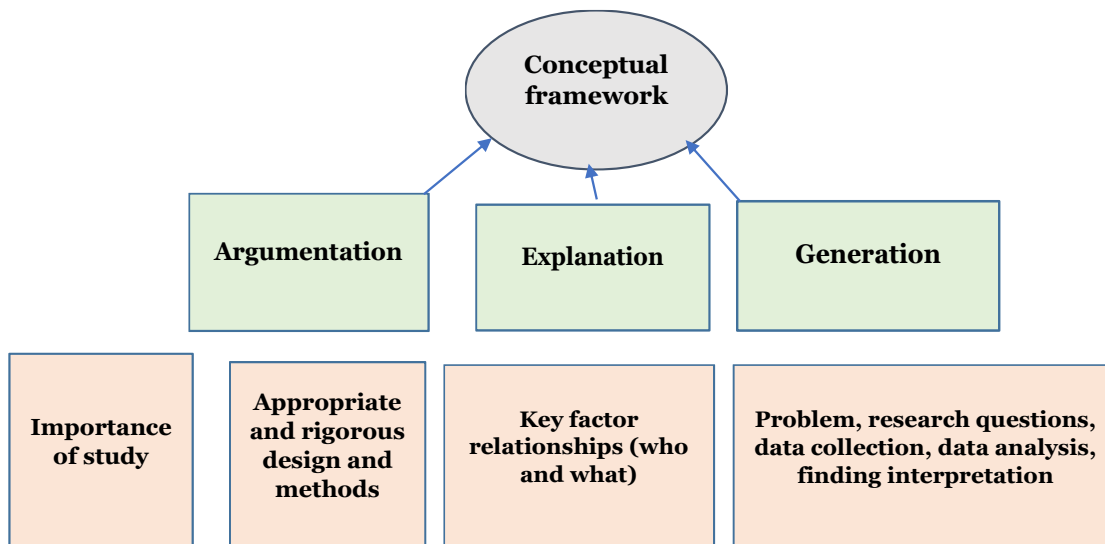 Conceptual
framework
Argumentation
Explanation
Generation
Importance
of study
Appropriate
and rigorous
design and
methods
Key factor
relationships (who
and what)
Problem, research questions,
data collection, data analysis,
finding interpretation